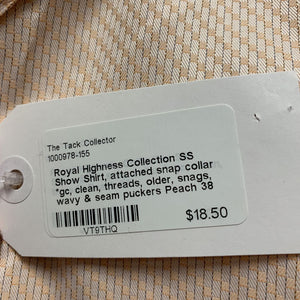 The Tack Collector
1000978-155
Royal Highness Collection SS
Show Shirt, attached snap collar
*gc, clean, threads, older, snags,
wavy & seam puckers Peach 38
$18.50
VT9THQ